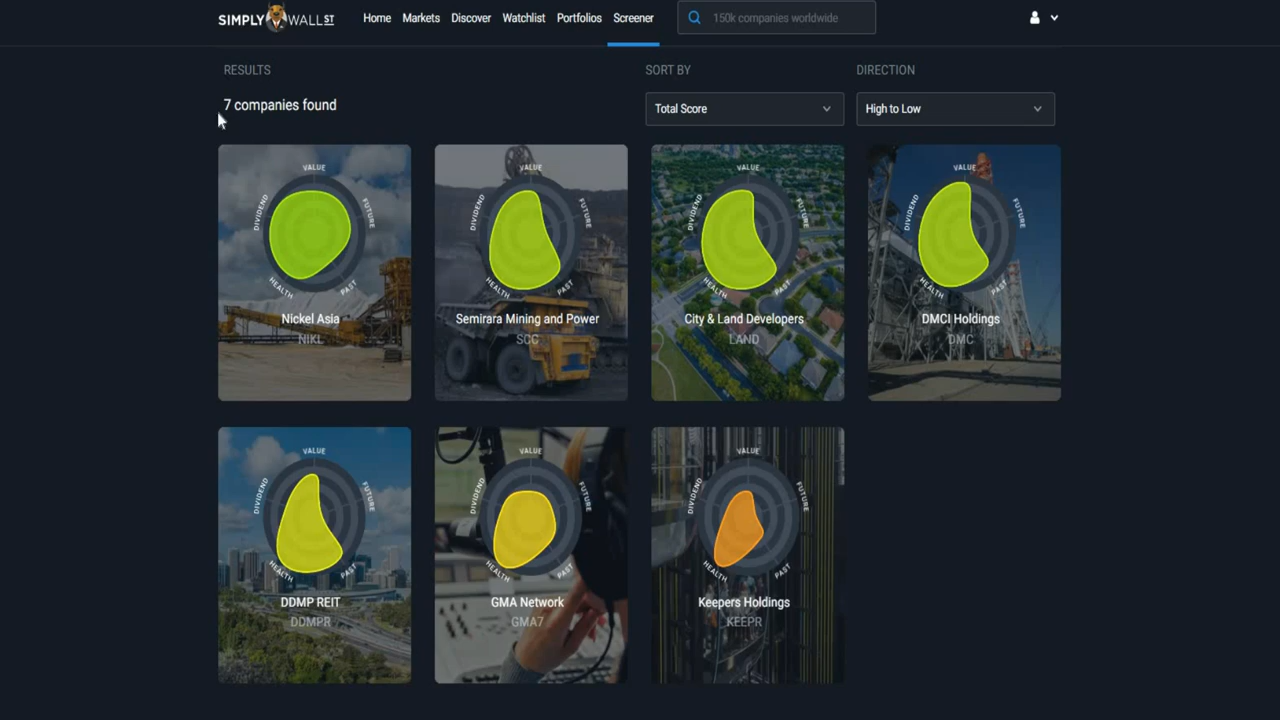 SIMPLY WALL ST
Home Markets Discover Watchlist Portfolios Screener
150k companies worldwide
RESULTS
SORT BY
DIRECTION
7 companies found
Total Score
High to Low
VALUE
FUTURE
PAST
HEALTH
DIVIDEND
Nickel Asia
NIKL
VALUE
FUTURE
PAST
HEALTH
DIVIDEND
Semirara Mining and Power
SCC
VALUE
FUTURE
PAST
HEALTH
DIVIDEND
City & Land Developers
LAND
VALUE
FUTURE
PAST
HEALTH
DIVIDEND
DMCI Holdings
DMC
VALUE
FUTURE
PAST
HEALTH
DIVIDEND
DDMP REIT
DDMPR
VALUE
FUTURE
PAST
HEALTH
DIVIDEND
GMA Network
GMA7
VALUE
FUTURE
PAST
HEALTH
DIVIDEND
Keepers Holdings
KEEPR